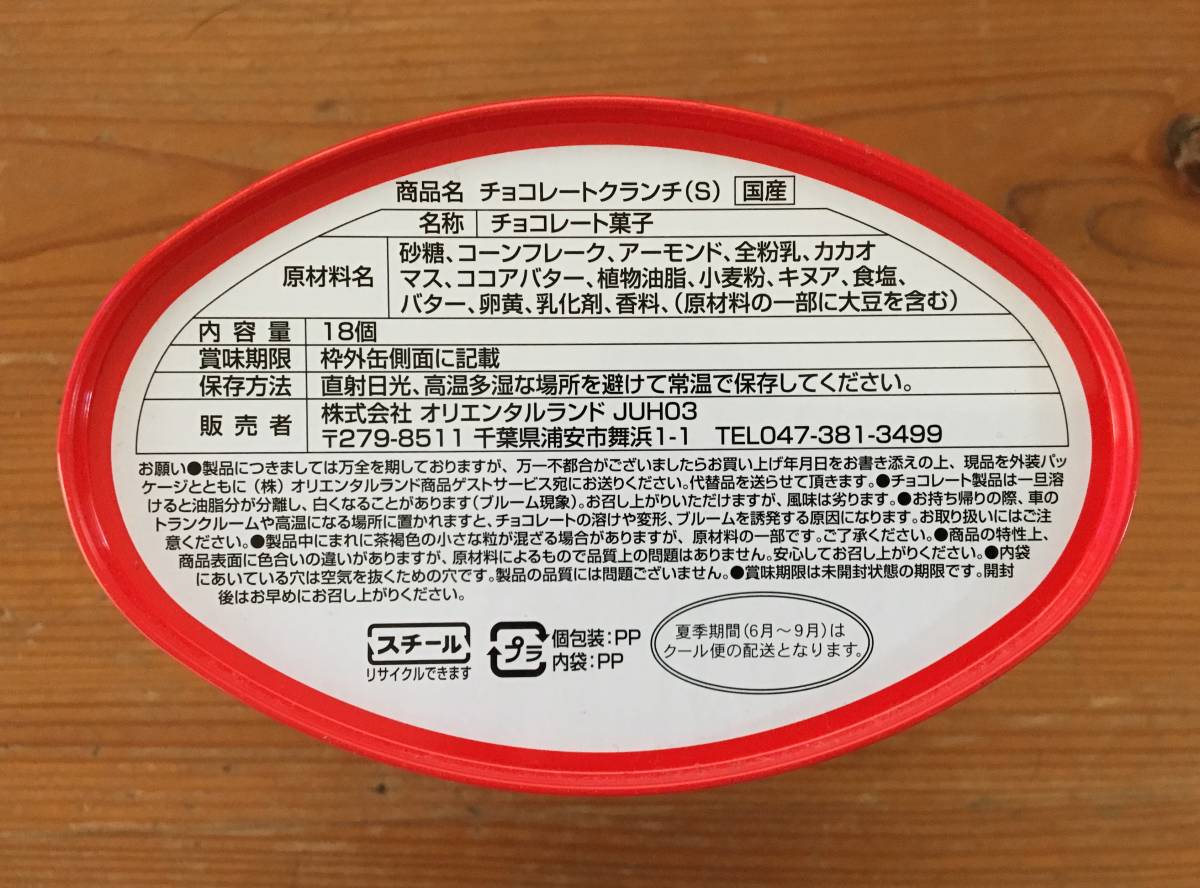 商品名 チョコレートクランチ(S) 国産
名称 チョコレート菓子
原材料名 砂糖、コーンフレーク、アーモンド、全粉乳、カカオ
マス、ココアバター、植物油脂、小麦粉、キヌア、食塩、
バター、卵黄、乳化剤、香料、(原材料の一部に大豆を含む)
内容量 18個
賞味期限 枠外缶側面に記載
保存方法 直射日光、高温多湿な場所を避けて常温で保存してください。
販売者 株式会社 オリエンタルランド JUH03
〒279-8511 千葉県浦安市舞浜1-1 TEL047-381-3499
お願い●製品につきましては万全を期しておりますが、万一不都合がございましたらお買い上げ年月日をお書き添えの上、現品を外装パッ
ケージとともに(株)オリエンタルランド商品ゲストサービス宛にお送りください。代替品を送らせて頂きます。●チョコレート製品は一旦溶
けると油脂分が分離し、白くなることがあります(ブルーム現象)。お召し上がりいただけますが、風味は劣ります。●お持ち帰りの際、車の
トランクルームや高温になる場所に置かれますと、チョコレートの溶けや変形、ブルームを誘発する原因になります。お取り扱いにはご注
意ください。●製品中にまれに茶褐色の小さな粒が混ざる場合がありますが、原材料の一部です。ご了承ください。●商品の特性上、
商品表面に色合いの違いがありますが、原材料によるもので品質上の問題はありません。安心してお召し上がりください。●内袋
にあいている穴は空気を抜くための穴です。製品の品質には問題ございません。●賞味期限は未開封状態の期限です。開封
後はお早めにお召し上がりください。
スチール
リサイクルできます
プラ
個包装:PP
内袋:PP
夏季期間(6月～9月)は
クール便の配送となります。